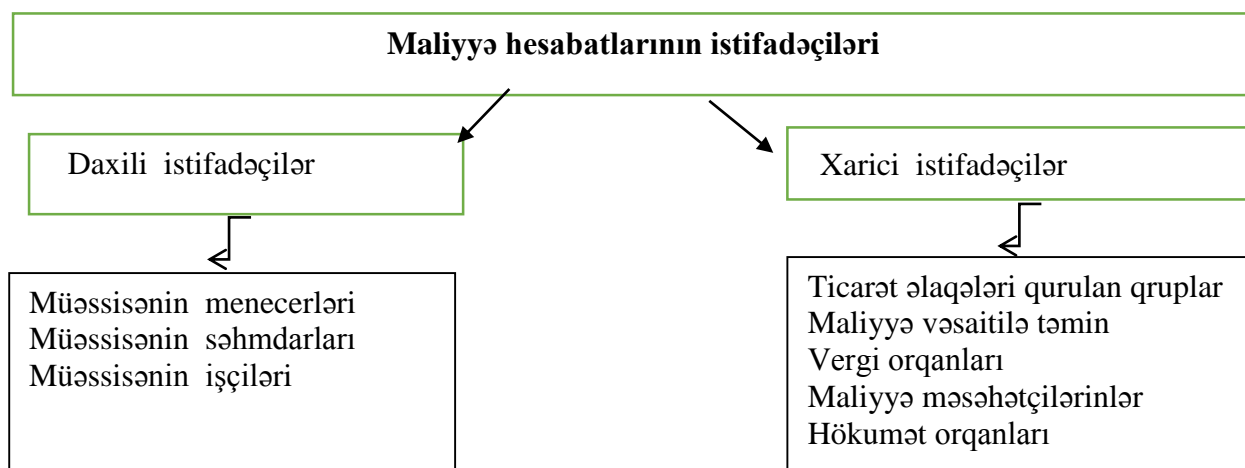 Maliyyə hesabatlarının istifadəçiləri
Daxili istifadəçilər
Xarici istifadəçilər
Müəssisənin menecerləri
Müəssisənin səhmdarları
Müəssisənin işçiləri
Ticarət əlaqələri qurulan qruplar
Maliyyə vəsaitilə təmin
Vergi orqanları
Maliyyə məsəhətçilərinlər
Hökumət orqanları